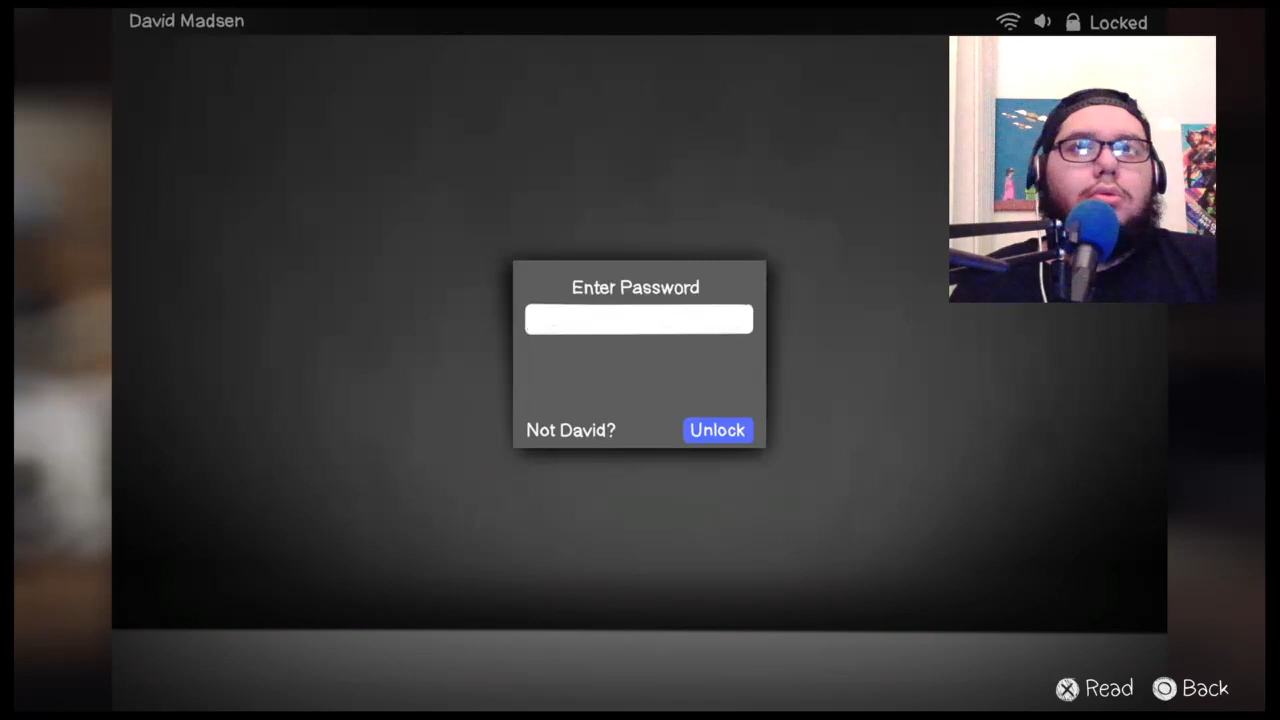 David Madsen
Locked
Enter Password
Not David?
Unlock
Read
Back